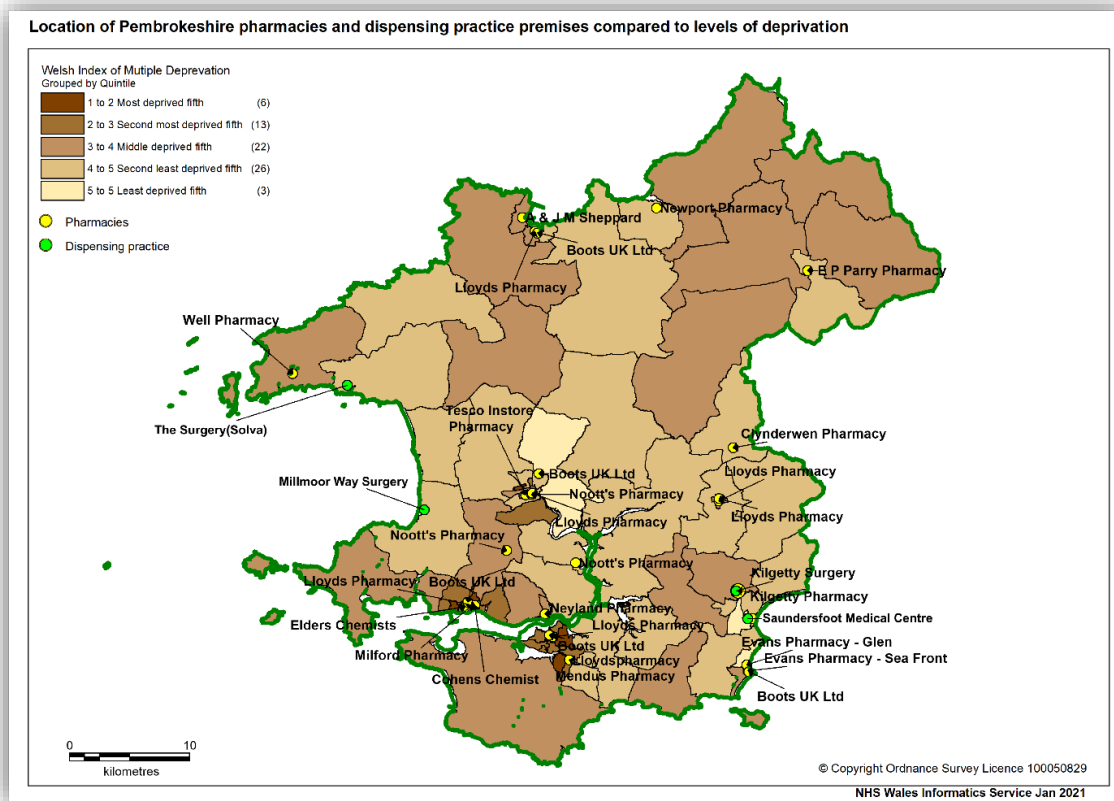 Location of Pembrokeshire pharmacies and dispensing practice premises compared to levels of deprivation
Welsh Index of Mutiple Deprevation
Grouped by Quintile
1 to 2 Most deprived fifth (6)
2 to 3 Second most deprived fifth (13)
3 to 4 Middle deprived fifth (22)
4 to 5 Second least deprived fifth (26)
5 to 5 Least deprived fifth (3)
Pharmacies
Dispensing practice
Newport Pharmacy
A & J M Sheppard
Boots UK Ltd
E P Parry Pharmacy
Lloyds Pharmacy
Well Pharmacy
The Surgery(Solva)
Tesco Instore
Pharmacy
Clynderwen Pharmacy
Lloyds Pharmacy
Boots UK Ltd
Millmoor Way Surgery
Noott's Pharmacy
Lloyds Pharmacy
Lloyds Pharmacy
Noott's Pharmacy
Noott's Pharmacy
Kilgetty Surgery
Lloyds Pharmacy
Boots UK Ltd
Kilgetty Pharmacy
Neyland Pharmacy
Saundersfoot Medical Centre
Elders Chemists
Lloyds Pharmacy
Evans Pharmacy - Glen
Boots UK Ltd
Milford Pharmacy
Lloydspharmacy
Evans Pharmacy - Sea Front
Cohens Chemist
Mendus Pharmacy
Boots UK Ltd
0 10
kilometres
© Copyright Ordnance Survey Licence 100050829
NHS Wales Informatics Service Jan 2021